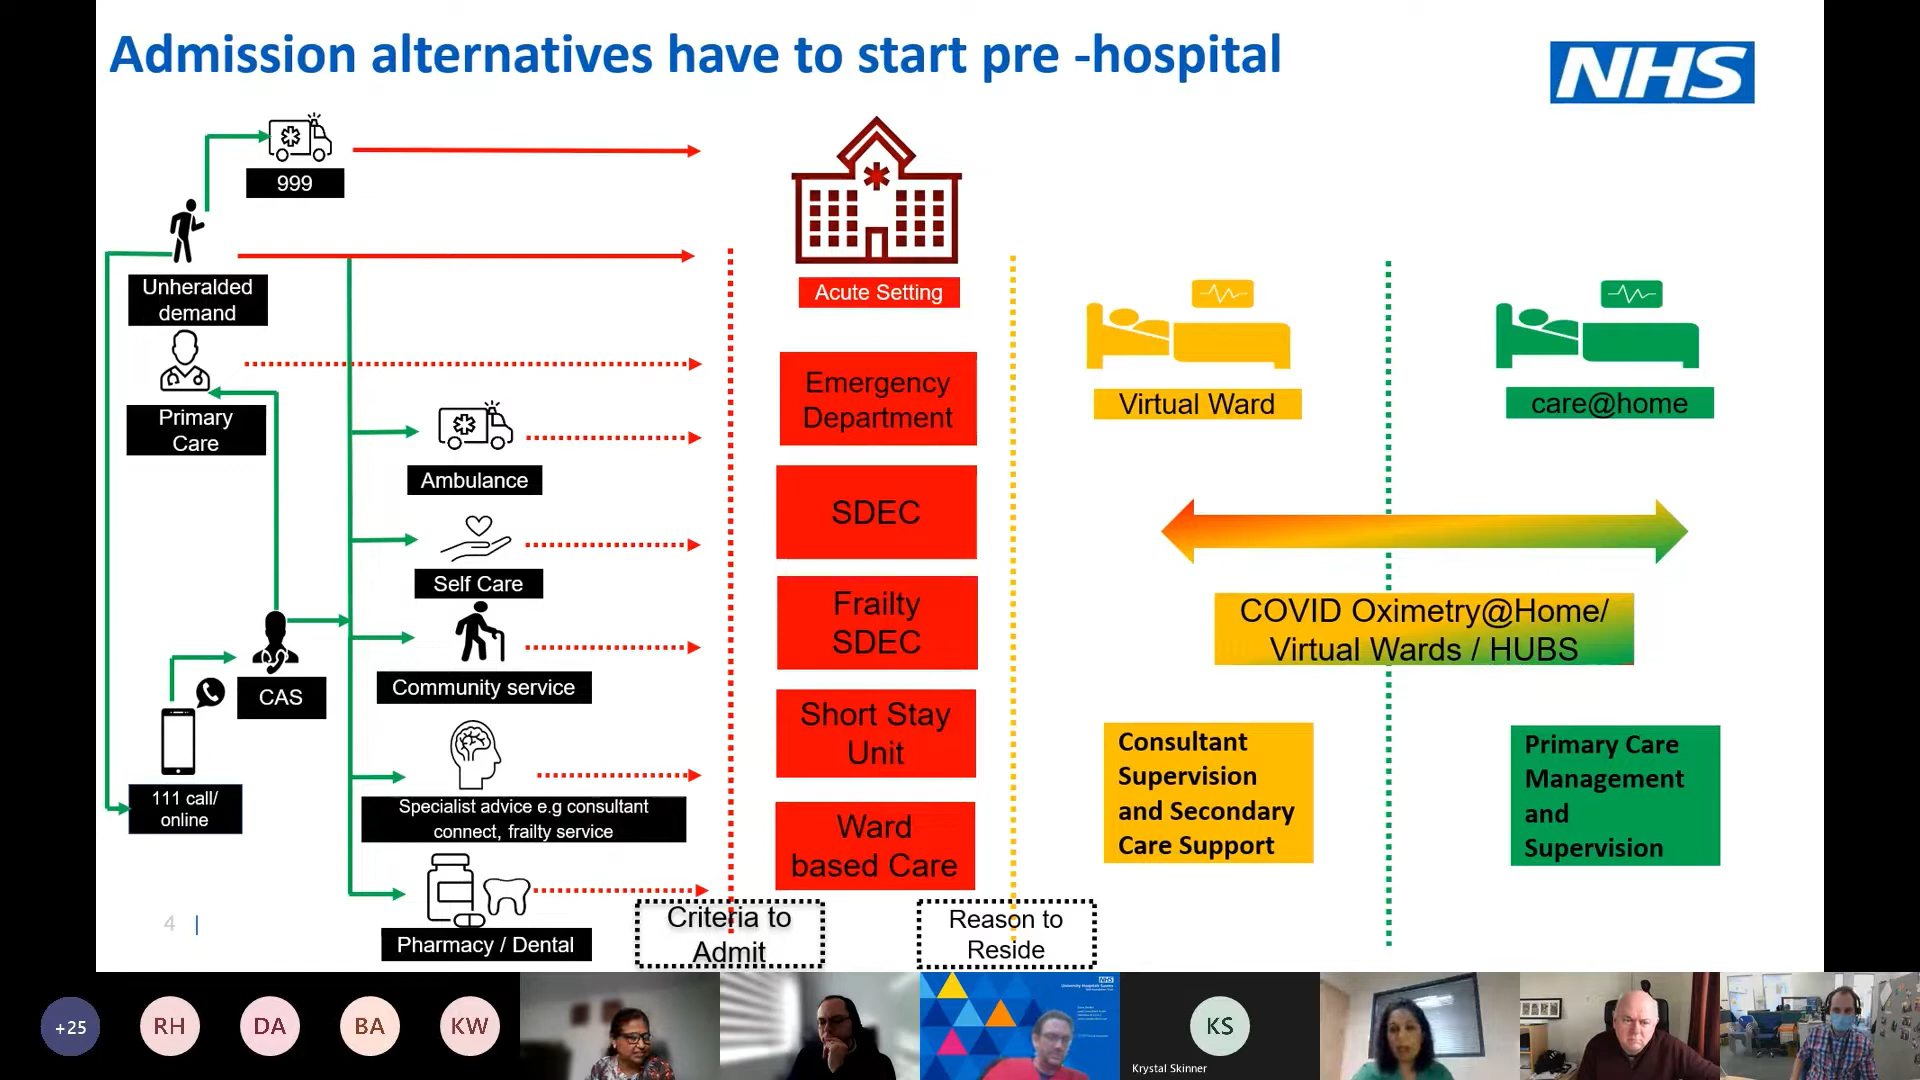 Admission alternatives have to start pre -hospital
NHS
999
Unheralded
demand
Primary
Care
111 call/
online
CAS
Ambulance
Self Care
Community service
Specialist advice e.g consultant
connect, frailty service
Pharmacy / Dental
Acute Setting
Emergency
Department
SDEC
Frailty
SDEC
Short Stay
Unit
Ward
based Care
Criteria to
Admit
Reason to
Reside
Virtual Ward
care@home
COVID Oximetry@Home/
Virtual Wards / HUBS
Consultant
Supervision
and Secondary
Care Support
Primary Care
Management
and
Supervision
4
+25
RH
DA
BA
KW
NHS
University Hospitals Sussex
KS
Krystal Skinner